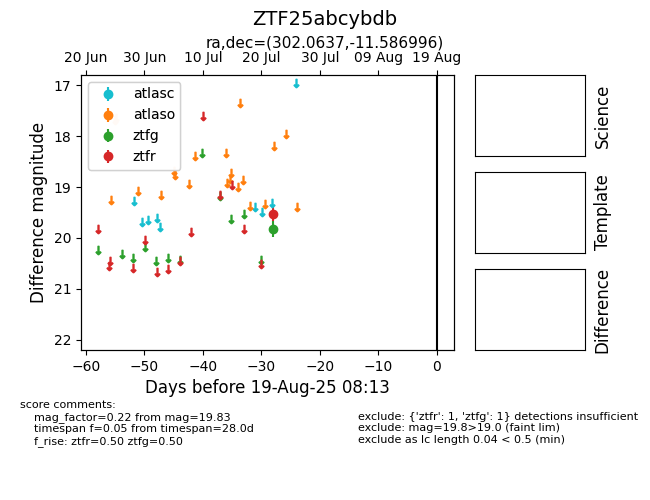 ZTF25abcybdb
ra,dec=(302.0637,-11.586996)
20 Jun 30 Jun 10 Jul 20 Jul 30 Jul 09 Aug 19 Aug
atlasc
atlaso
ztfg
ztfr
17
18
19
20
21
22
Difference magnitude
−60 −50 −40 −30 −20 −10 0
Days before 19-Aug-25 08:13
Science
Template
Difference
score comments:
mag_factor=0.22 from mag=19.83
timespan f=0.05 from timespan=28.0d
f_rise: ztfr=0.50 ztfg=0.50
exclude: {'ztfr': 1, 'ztfg': 1} detections insufficient
exclude: mag=19.8>19.0 (faint lim)
exclude as lc length 0.04 < 0.5 (min)